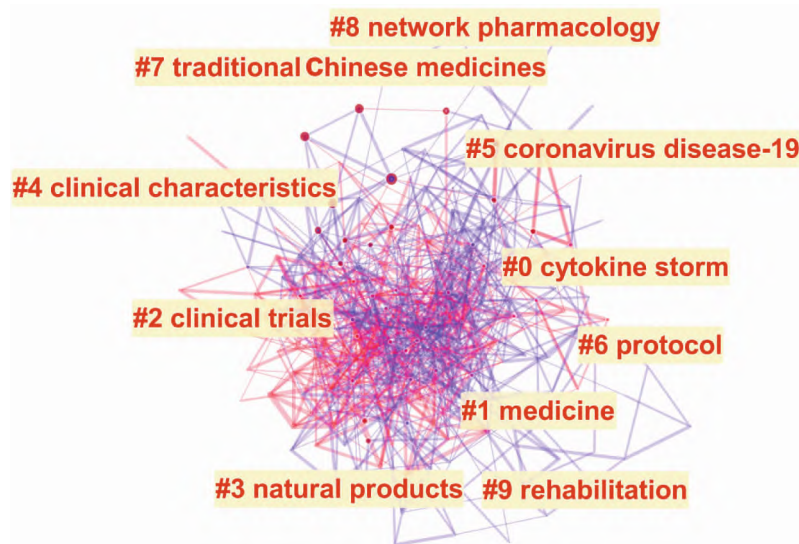 #8 network pharmacology
#7 traditional Chinese medicines
#5 coronavirus disease-19
#4 clinical characteristics
#0 cytokine storm
#2 clinical trials
#6 protocol
#1 medicine
#3 natural products
#9 rehabilitation